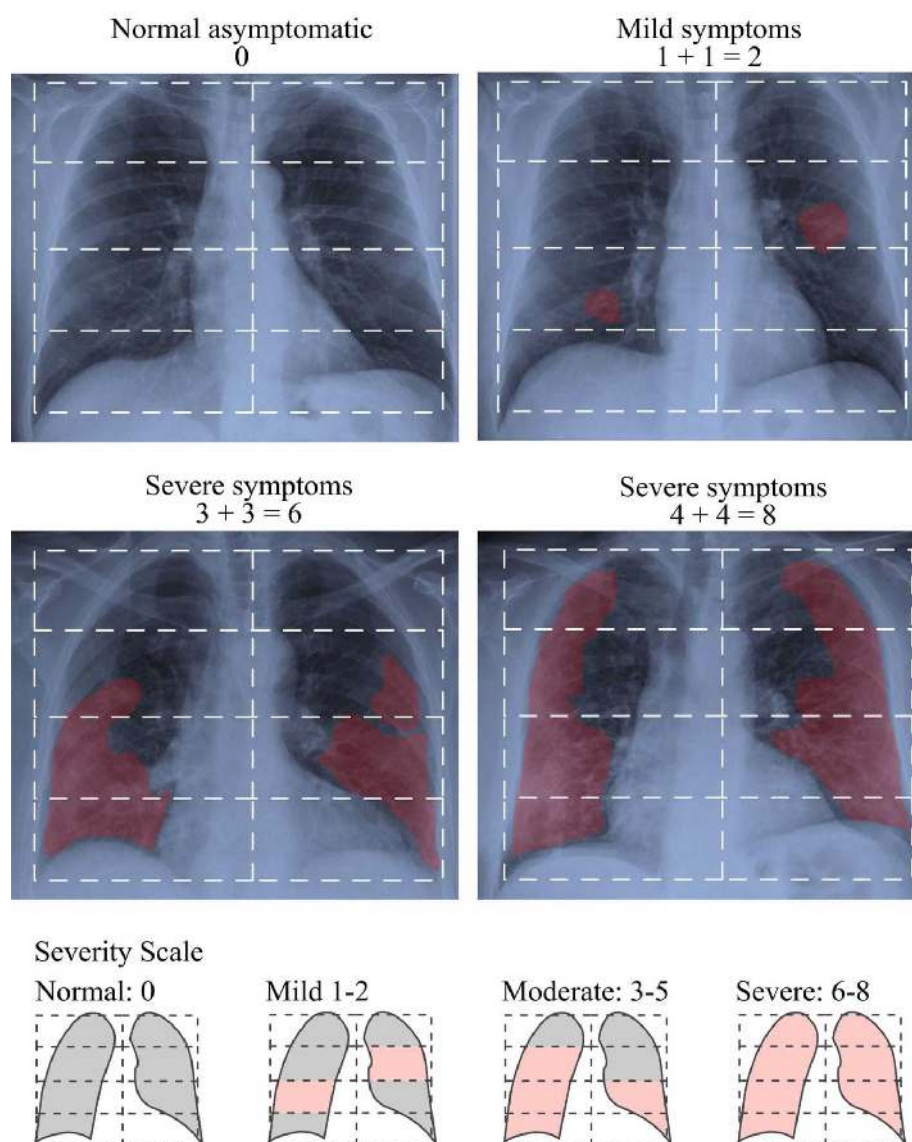 Normal asymptomatic
0
Mild symptoms
1 + 1 = 2
Severe symptoms
3 + 3 = 6
Severe symptoms
4 + 4 = 8
Severity Scale
Normal: 0
Mild 1-2
Moderate: 3-5
Severe: 6-8